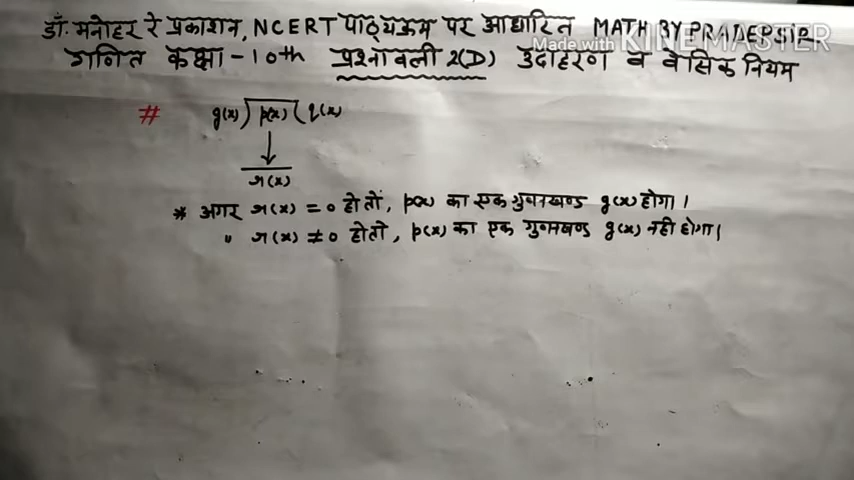 डॉ. मनोहर रे प्रकाशन, NCERT पाठ्यक्रम पर आधारित MATH BY PRADEEP SIR
Made with KINEMASTER
गणित कक्षा - 10th प्रश्नावली 2(D) उदाहरण व बेसिक नियम
# g(x) ) p(x) ( q(x)
r(x)
* अगर r(x) = 0 हो तो, p(x) का एक गुणनखण्ड g(x) होगा।
" r(x) ≠ 0 हो तो, p(x) का एक गुणनखण्ड g(x) नही होगा।